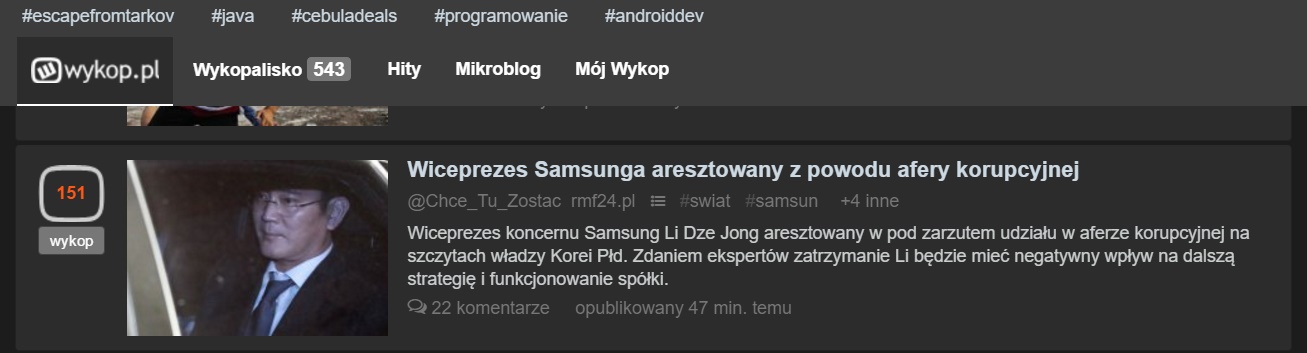 #escapefromtarkov #java #cebuladeals #programowanie #androiddev
wykop.pl Wykopalisko 543 Hity Mikroblog Mój Wykop
151
wykop
Wiceprezes Samsunga aresztowany z powodu afery korupcyjnej
@Chce_Tu_Zostac rmf24.pl #swiat #samsun +4 inne
Wiceprezes koncernu Samsung Li Dze Jong aresztowany w pod zarzutem udziału w aferze korupcyjnej na
szczytach władzy Korei Płd. Zdaniem ekspertów zatrzymanie Li będzie mieć negatywny wpływ na dalszą
strategię i funkcjonowanie spółki.
22 komentarze opublikowany 47 min. temu